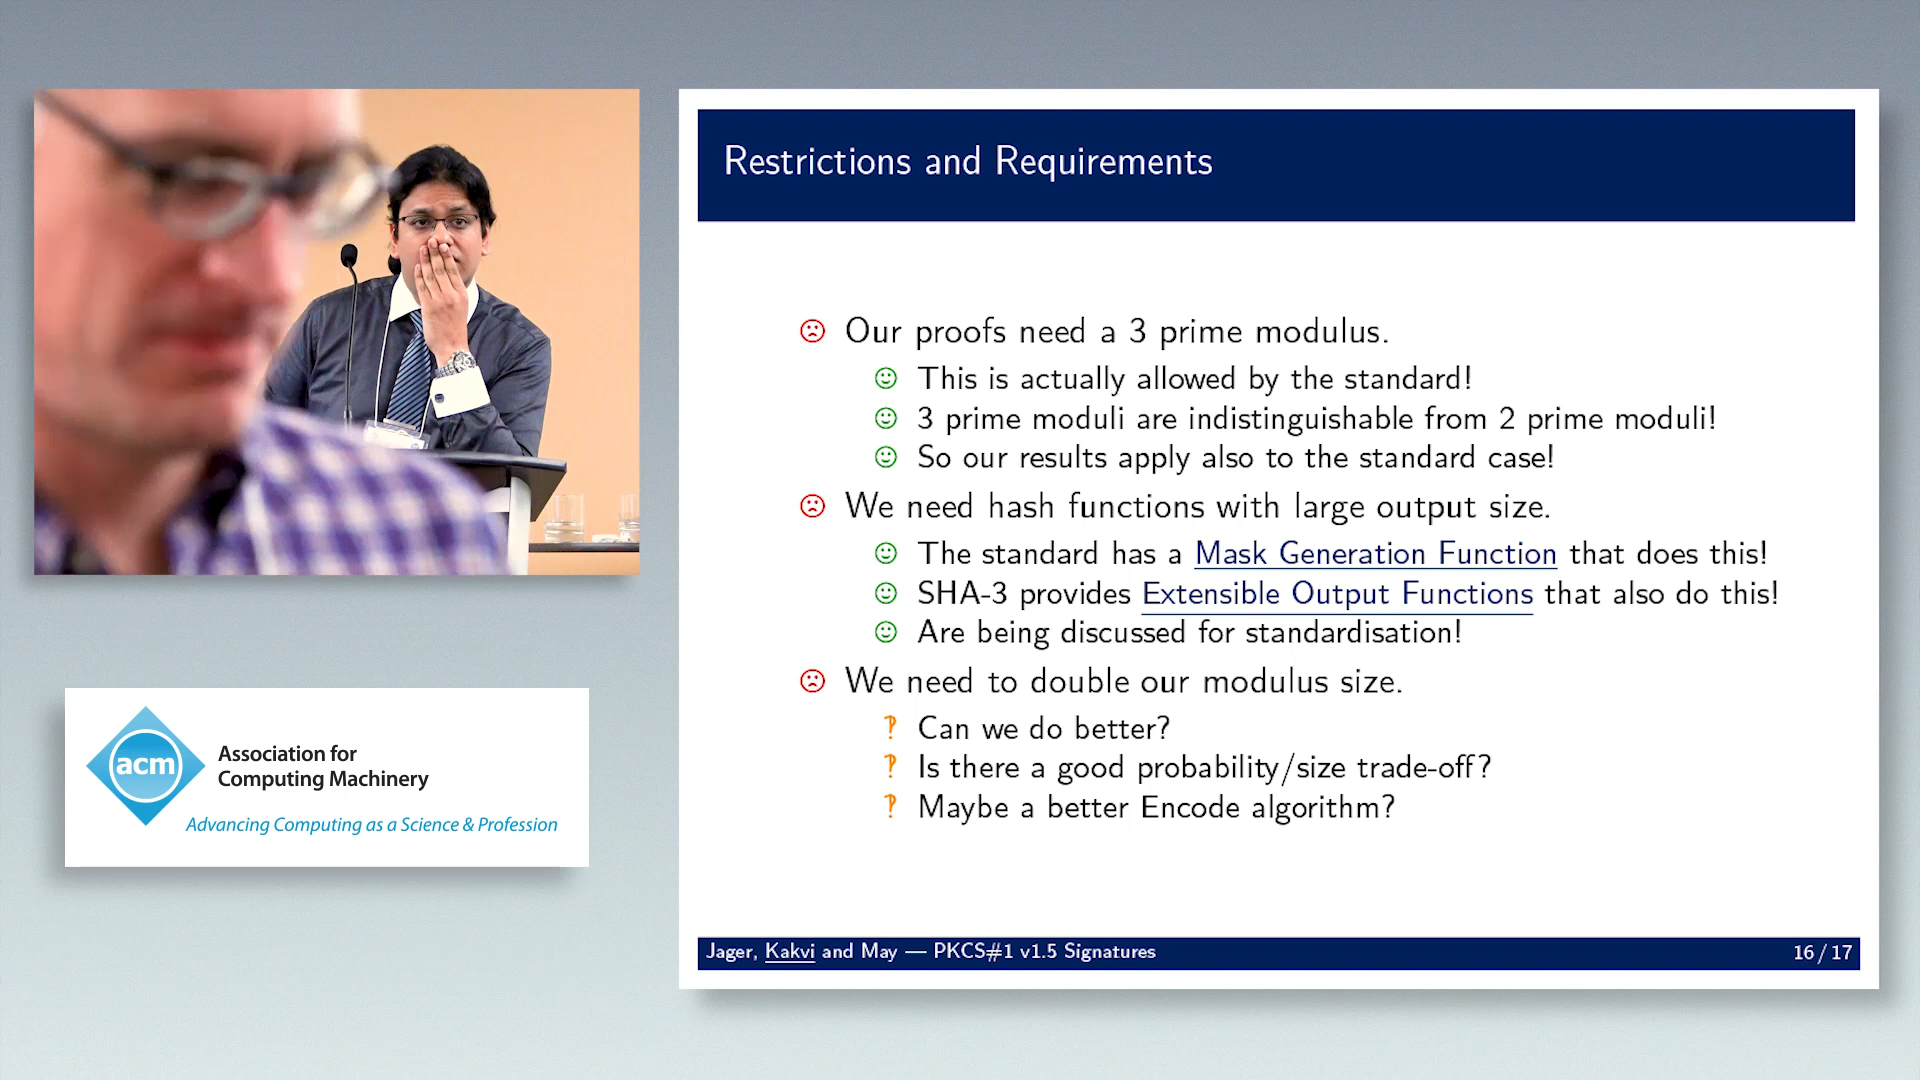 Restrictions and Requirements
Our proofs need a 3 prime modulus.
This is actually allowed by the standard!
3 prime moduli are indistinguishable from 2 prime moduli!
So our results apply also to the standard case!
We need hash functions with large output size.
The standard has a Mask Generation Function that does this!
SHA-3 provides Extensible Output Functions that also do this!
Are being discussed for standardisation!
We need to double our modulus size.
‽ Can we do better?
‽ Is there a good probability/size trade-off?
‽ Maybe a better Encode algorithm?
Jager, Kakvi and May — PKCS#1 v1.5 Signatures
16 / 17
acm
Association for
Computing Machinery
Advancing Computing as a Science & Profession